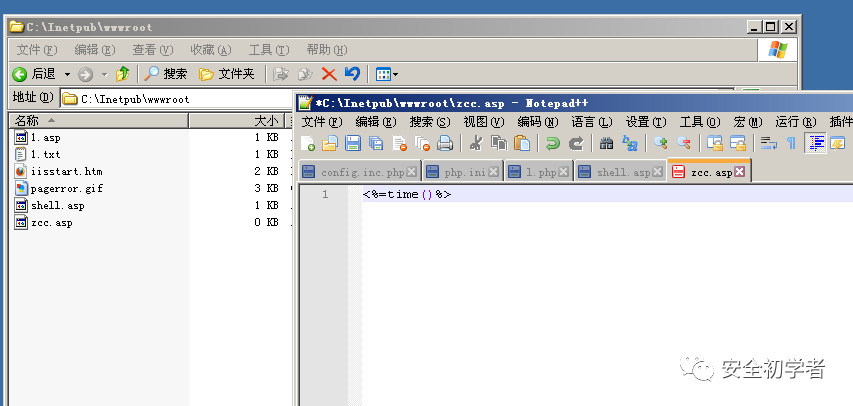 C:\Inetpub\wwwroot
文件(F) 编辑(E) 查看(V) 收藏(A) 工具(T) 帮助(H)
后退 搜索 文件夹
地址(D) C:\Inetpub\wwwroot
名称 大小
1.asp 1 KB
1.txt 1 KB
iisstart.htm 2 KB
pagerror.gif 3 KB
shell.asp 1 KB
zcc.asp 0 KB
*C:\Inetpub\wwwroot\zcc.asp - Notepad++
文件(F) 编辑(E) 搜索(S) 视图(V) 编码(N) 语言(L) 设置(T) 工具(O) 宏(M) 运行(R) 插件
config.inc.php php.ini 1.php shell.asp zcc.asp
1 <%=time()%>
安全初学者